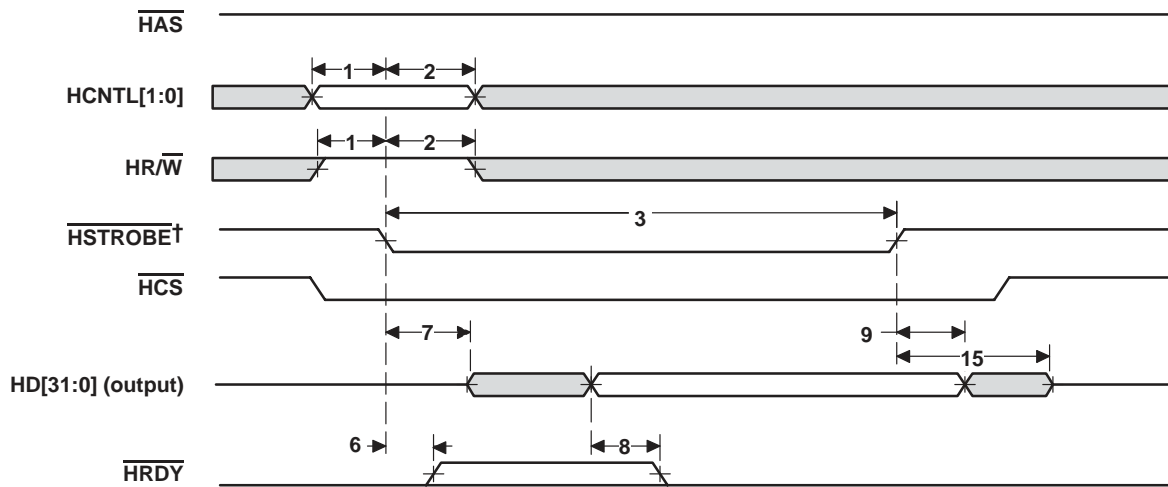 HAS
1 2
HCNTL[1:0]
1 2
HR/W
3
HSTROBE†
HCS
7 9
15
HD[31:0] (output)
6 8
HRDY